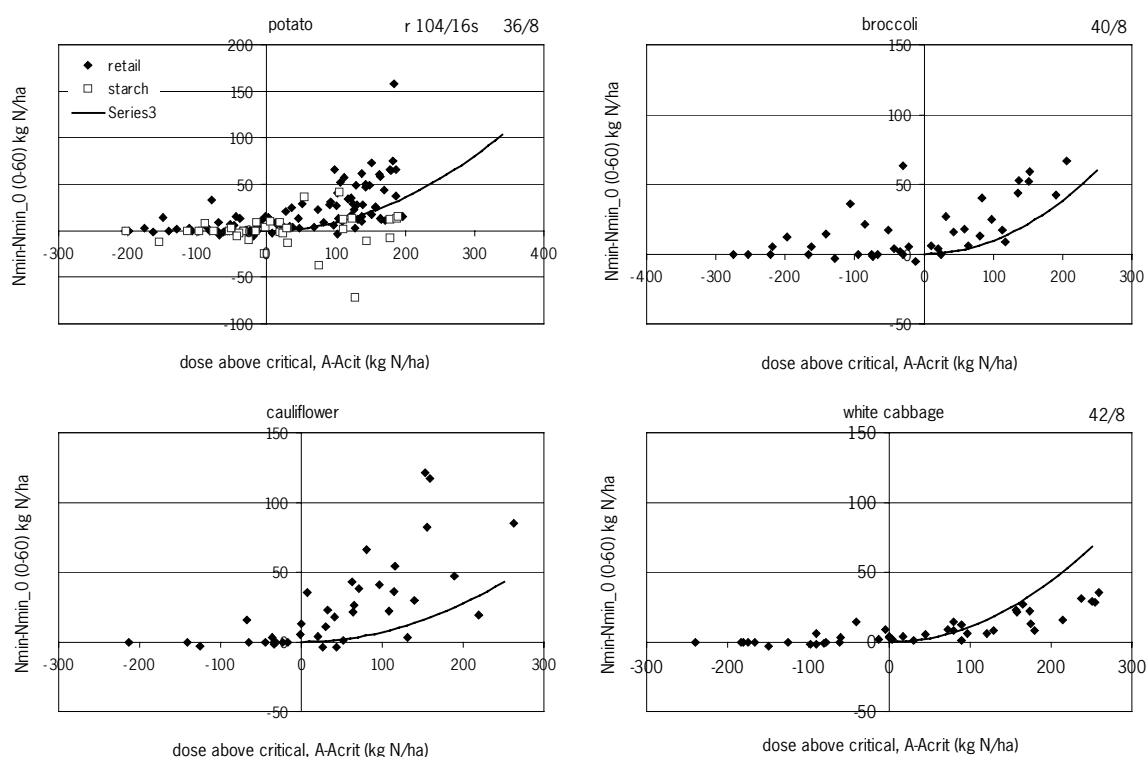 potato r 104/16s 36/8
200
150
100
50
0
-50
-100
-300 -200 -100 0 100 200 300 400
retail
starch
Series3
Nmin-Nmin_0 (0-60) kg N/ha
dose above critical, A-Acit (kg N/ha)
broccoli 40/8
150
100
50
0
-50
-400 -300 -200 -100 0 100 200 300
Nmin-Nmin_0 (0-60) kg N/ha
dose above critical, A-Acrit (kg N/ha)
cauliflower
150
100
50
0
-50
-300 -200 -100 0 100 200 300
Nmin-Nmin_0 (0-60) kg N/ha
dose above critical, A-Acrit (kg N/ha)
white cabbage 42/8
150
100
50
0
-50
-300 -200 -100 0 100 200 300
Nmin-Nmin_0 (0-60) kg N/ha
dose above critical, A-Acrit (kg N/ha)